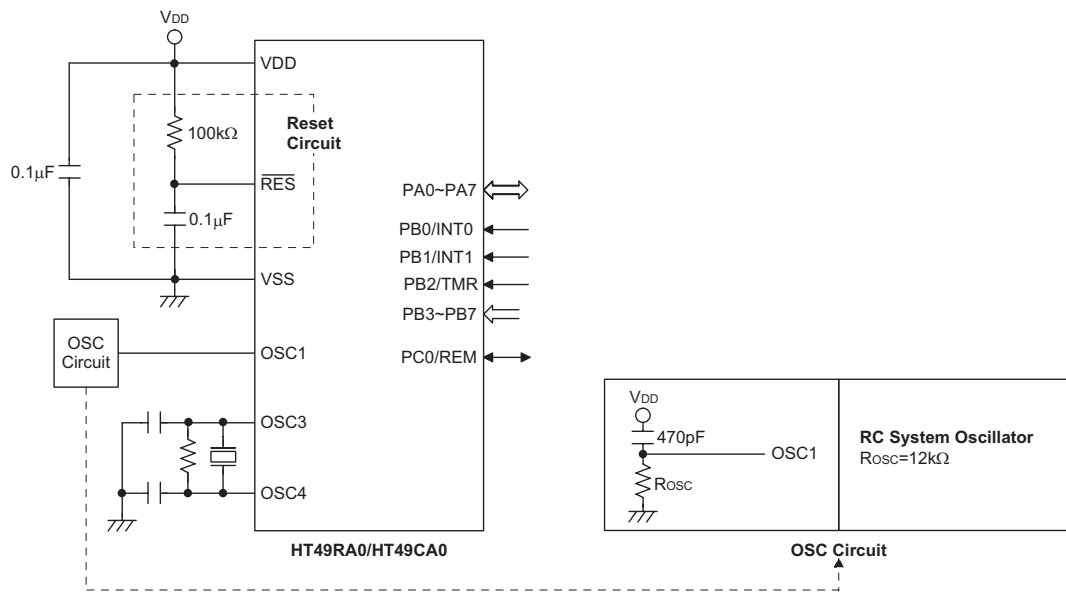 VDD
VDD
100kΩ
Reset
Circuit
0.1μF
RES
0.1μF
VSS
OSC
Circuit
OSC1
OSC3
OSC4
PA0~PA7
PB0/INT0
PB1/INT1
PB2/TMR
PB3~PB7
PC0/REM
HT49RA0/HT49CA0
VDD
470pF
OSC1
ROSC
RC System Oscillator
ROSC=12kΩ
OSC Circuit